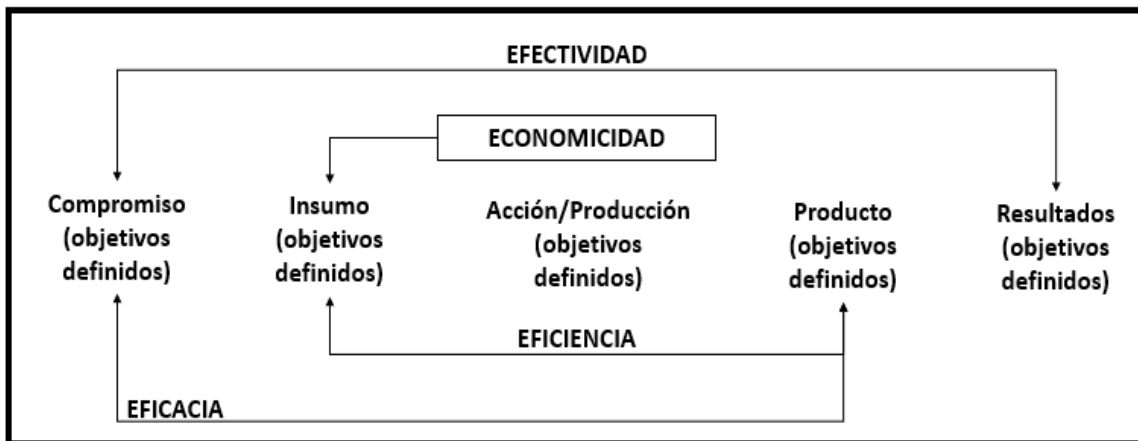 EFECTIVIDAD
ECONOMICIDAD
Compromiso
(objetivos
definidos)
Insumo
(objetivos
definidos)
Acción/Producción
(objetivos
definidos)
Producto
(objetivos
definidos)
Resultados
(objetivos
definidos)
EFICIENCIA
EFICACIA